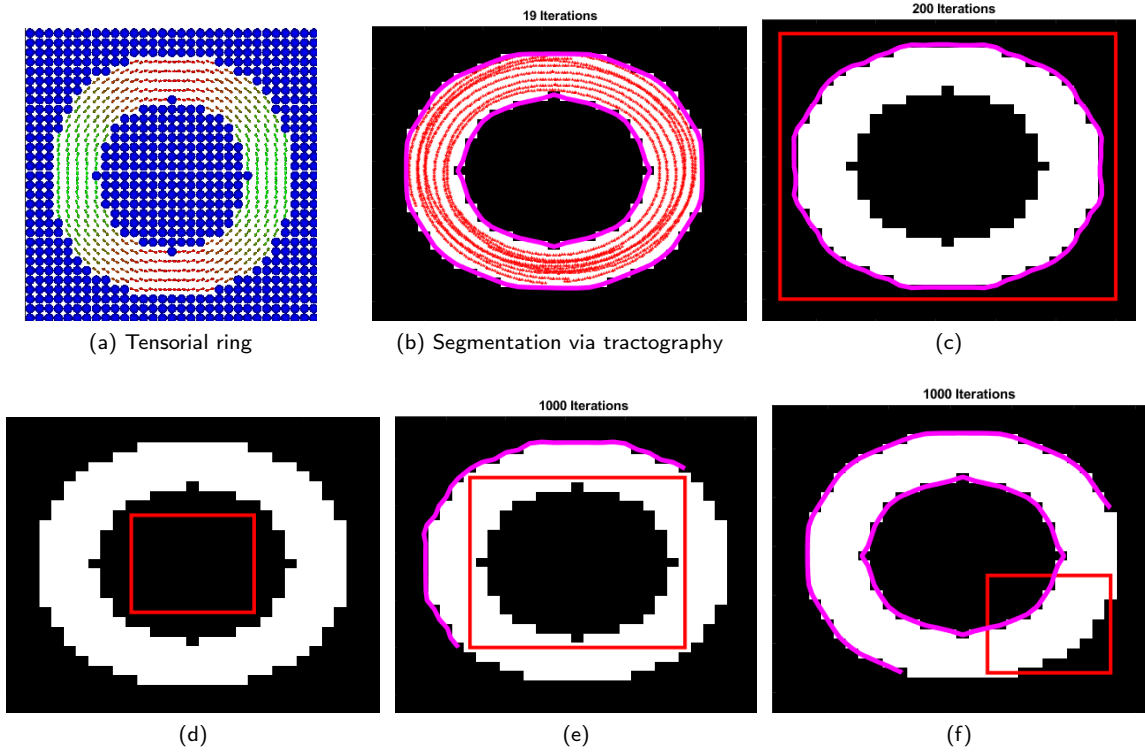 19 Iterations
200 Iterations
(a) Tensorial ring
(b) Segmentation via tractography
(c)
1000 Iterations
1000 Iterations
(d)
(e)
(f)